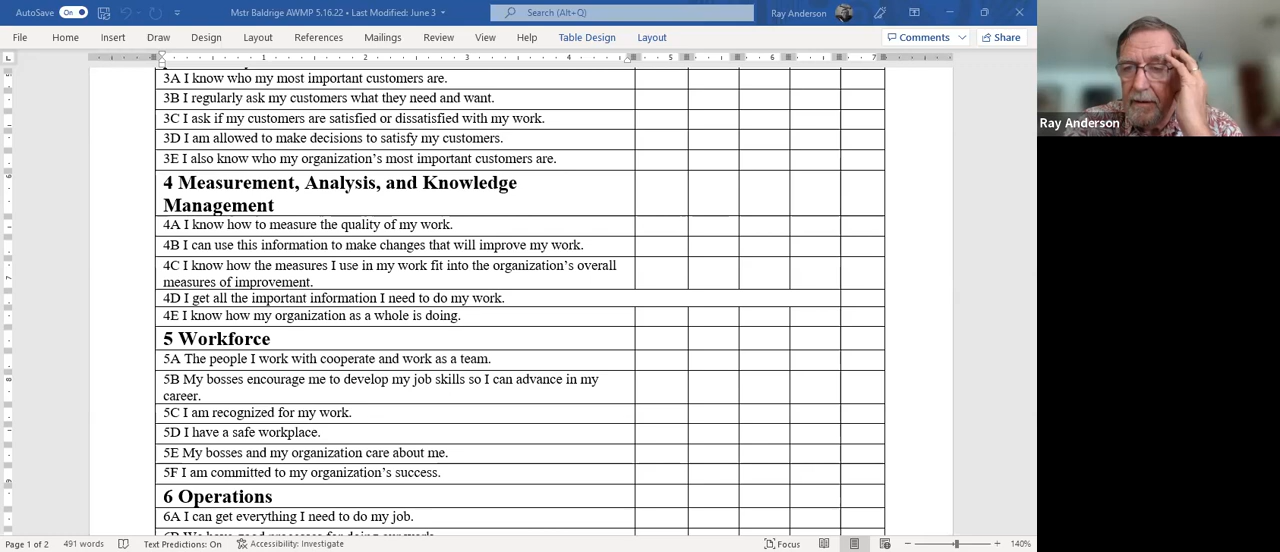 AutoSave On Mstr Baldrige AWMP 5.16.22 • Last Modified: June 3 Search (Alt+Q) Ray Anderson
File Home Insert Draw Design Layout References Mailings Review View Help Table Design Layout Comments Share
1 2 3 4 5 6 7
3A I know who my most important customers are.
3B I regularly ask my customers what they need and want.
3C I ask if my customers are satisfied or dissatisfied with my work.
3D I am allowed to make decisions to satisfy my customers.
3E I also know who my organization's most important customers are.
4 Measurement, Analysis, and Knowledge
Management
4A I know how to measure the quality of my work.
4B I can use this information to make changes that will improve my work.
4C I know how the measures I use in my work fit into the organization's overall
measures of improvement.
4D I get all the important information I need to do my work.
4E I know how my organization as a whole is doing.
5 Workforce
5A The people I work with cooperate and work as a team.
5B My bosses encourage me to develop my job skills so I can advance in my
career.
5C I am recognized for my work.
5D I have a safe workplace.
5E My bosses and my organization care about me.
5F I am committed to my organization's success.
6 Operations
6A I can get everything I need to do my job.
Page 1 of 2 491 words Text Predictions: On Accessibility: Investigate Focus 140%
Ray Anderson